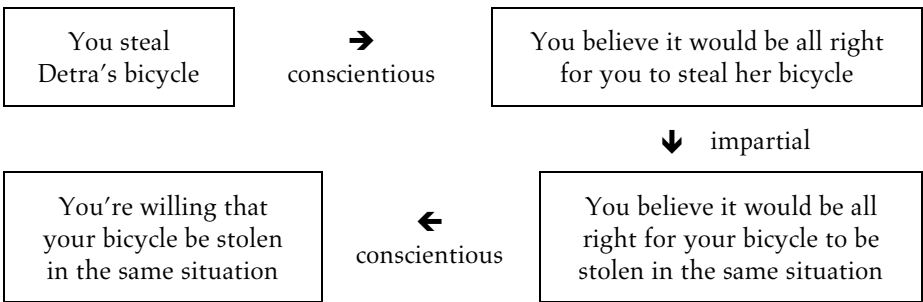 You steal
Detra's bicycle
➔
conscientious
You believe it would be all right
for you to steal her bicycle
🡻 impartial
You believe it would be all
right for your bicycle to be
stolen in the same situation
🡸
conscientious
You're willing that
your bicycle be stolen
in the same situation